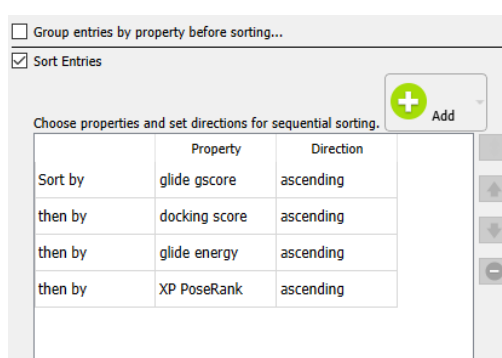 Group entries by property before sorting...
Sort Entries
Add
Choose properties and set directions for sequential sorting.
Property Direction
Sort by glide gscore ascending
then by docking score ascending
then by glide energy ascending
then by XP PoseRank ascending